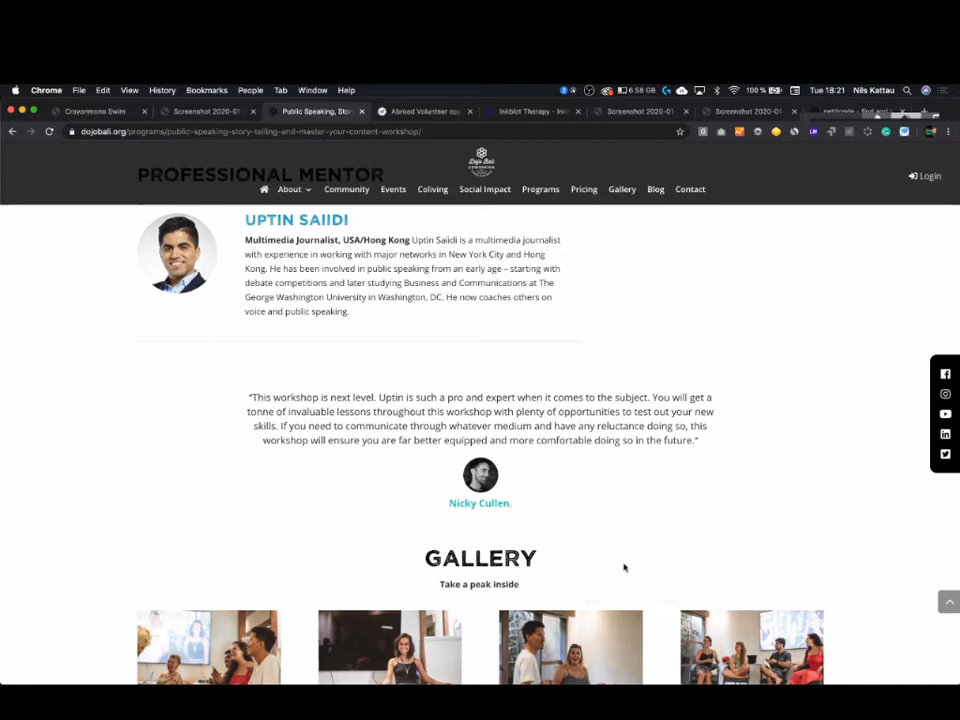 Chrome File Edit View History Bookmarks People Tab Window Help 6.58 GB 100 % Tue 18:21 Nils Kattau
Crayonmono Swim Screenshot 2020-01 Public Speaking, Stor Abroad Volunteer Inkblot Therapy - Screenshot 2020-01 Screenshot 2020-01
dojobali.org/programs/public-speaking-story-telling-and-master-your-content-workshop/
Dojo Bali
COWORKING
Login
PROFESSIONAL MENTOR
About Community Events Coliving Social Impact Programs Pricing Gallery Blog Contact
UPTIN SAIIDI
Multimedia Journalist, USA/Hong Kong Uptin Saiidi is a multimedia journalist
with experience in working with major networks in New York City and Hong
Kong. He has been involved in public speaking from an early age – starting with
debate competitions and later studying Business and Communications at The
George Washington University in Washington, DC. He now coaches others on
voice and public speaking.
"This workshop is next level. Uptin is such a pro and expert when it comes to the subject. You will get a
tonne of invaluable lessons throughout this workshop with plenty of opportunities to test out your new
skills. If you need to communicate through whatever medium and have any reluctance doing so, this
workshop will ensure you are far better equipped and more comfortable doing so in the future."
Nicky Cullen,
GALLERY
Take a peak inside